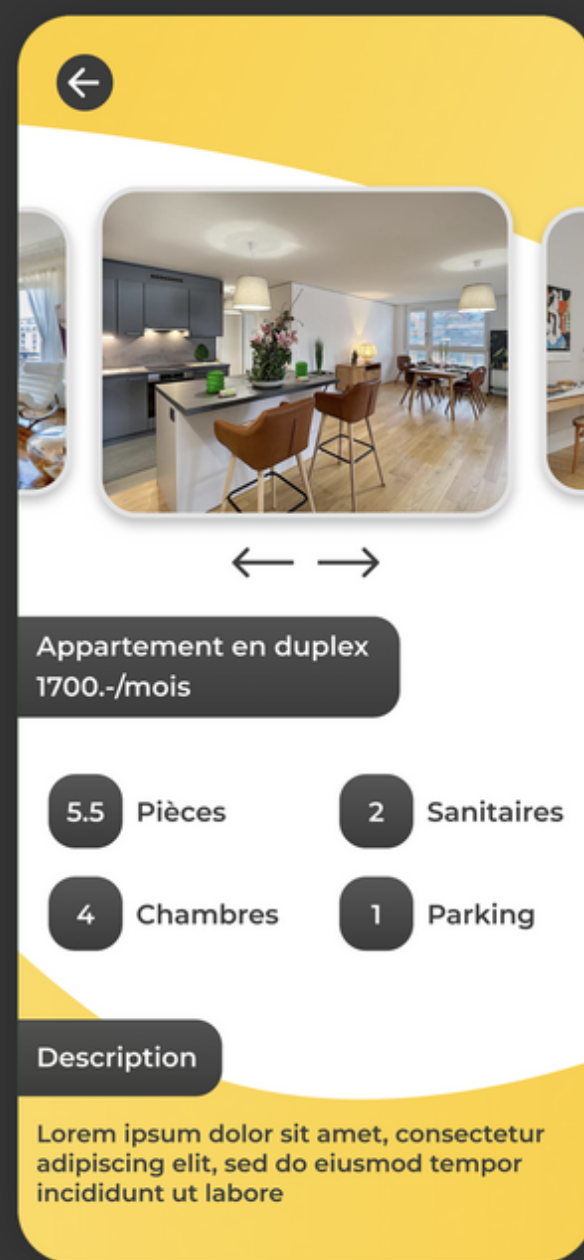 Appartement en duplex
1700.-/mois
5.5 Pièces
2 Sanitaires
4 Chambres
1 Parking
Description
Lorem ipsum dolor sit amet, consectetur
adipiscing elit, sed do eiusmod tempor
incididunt ut labore